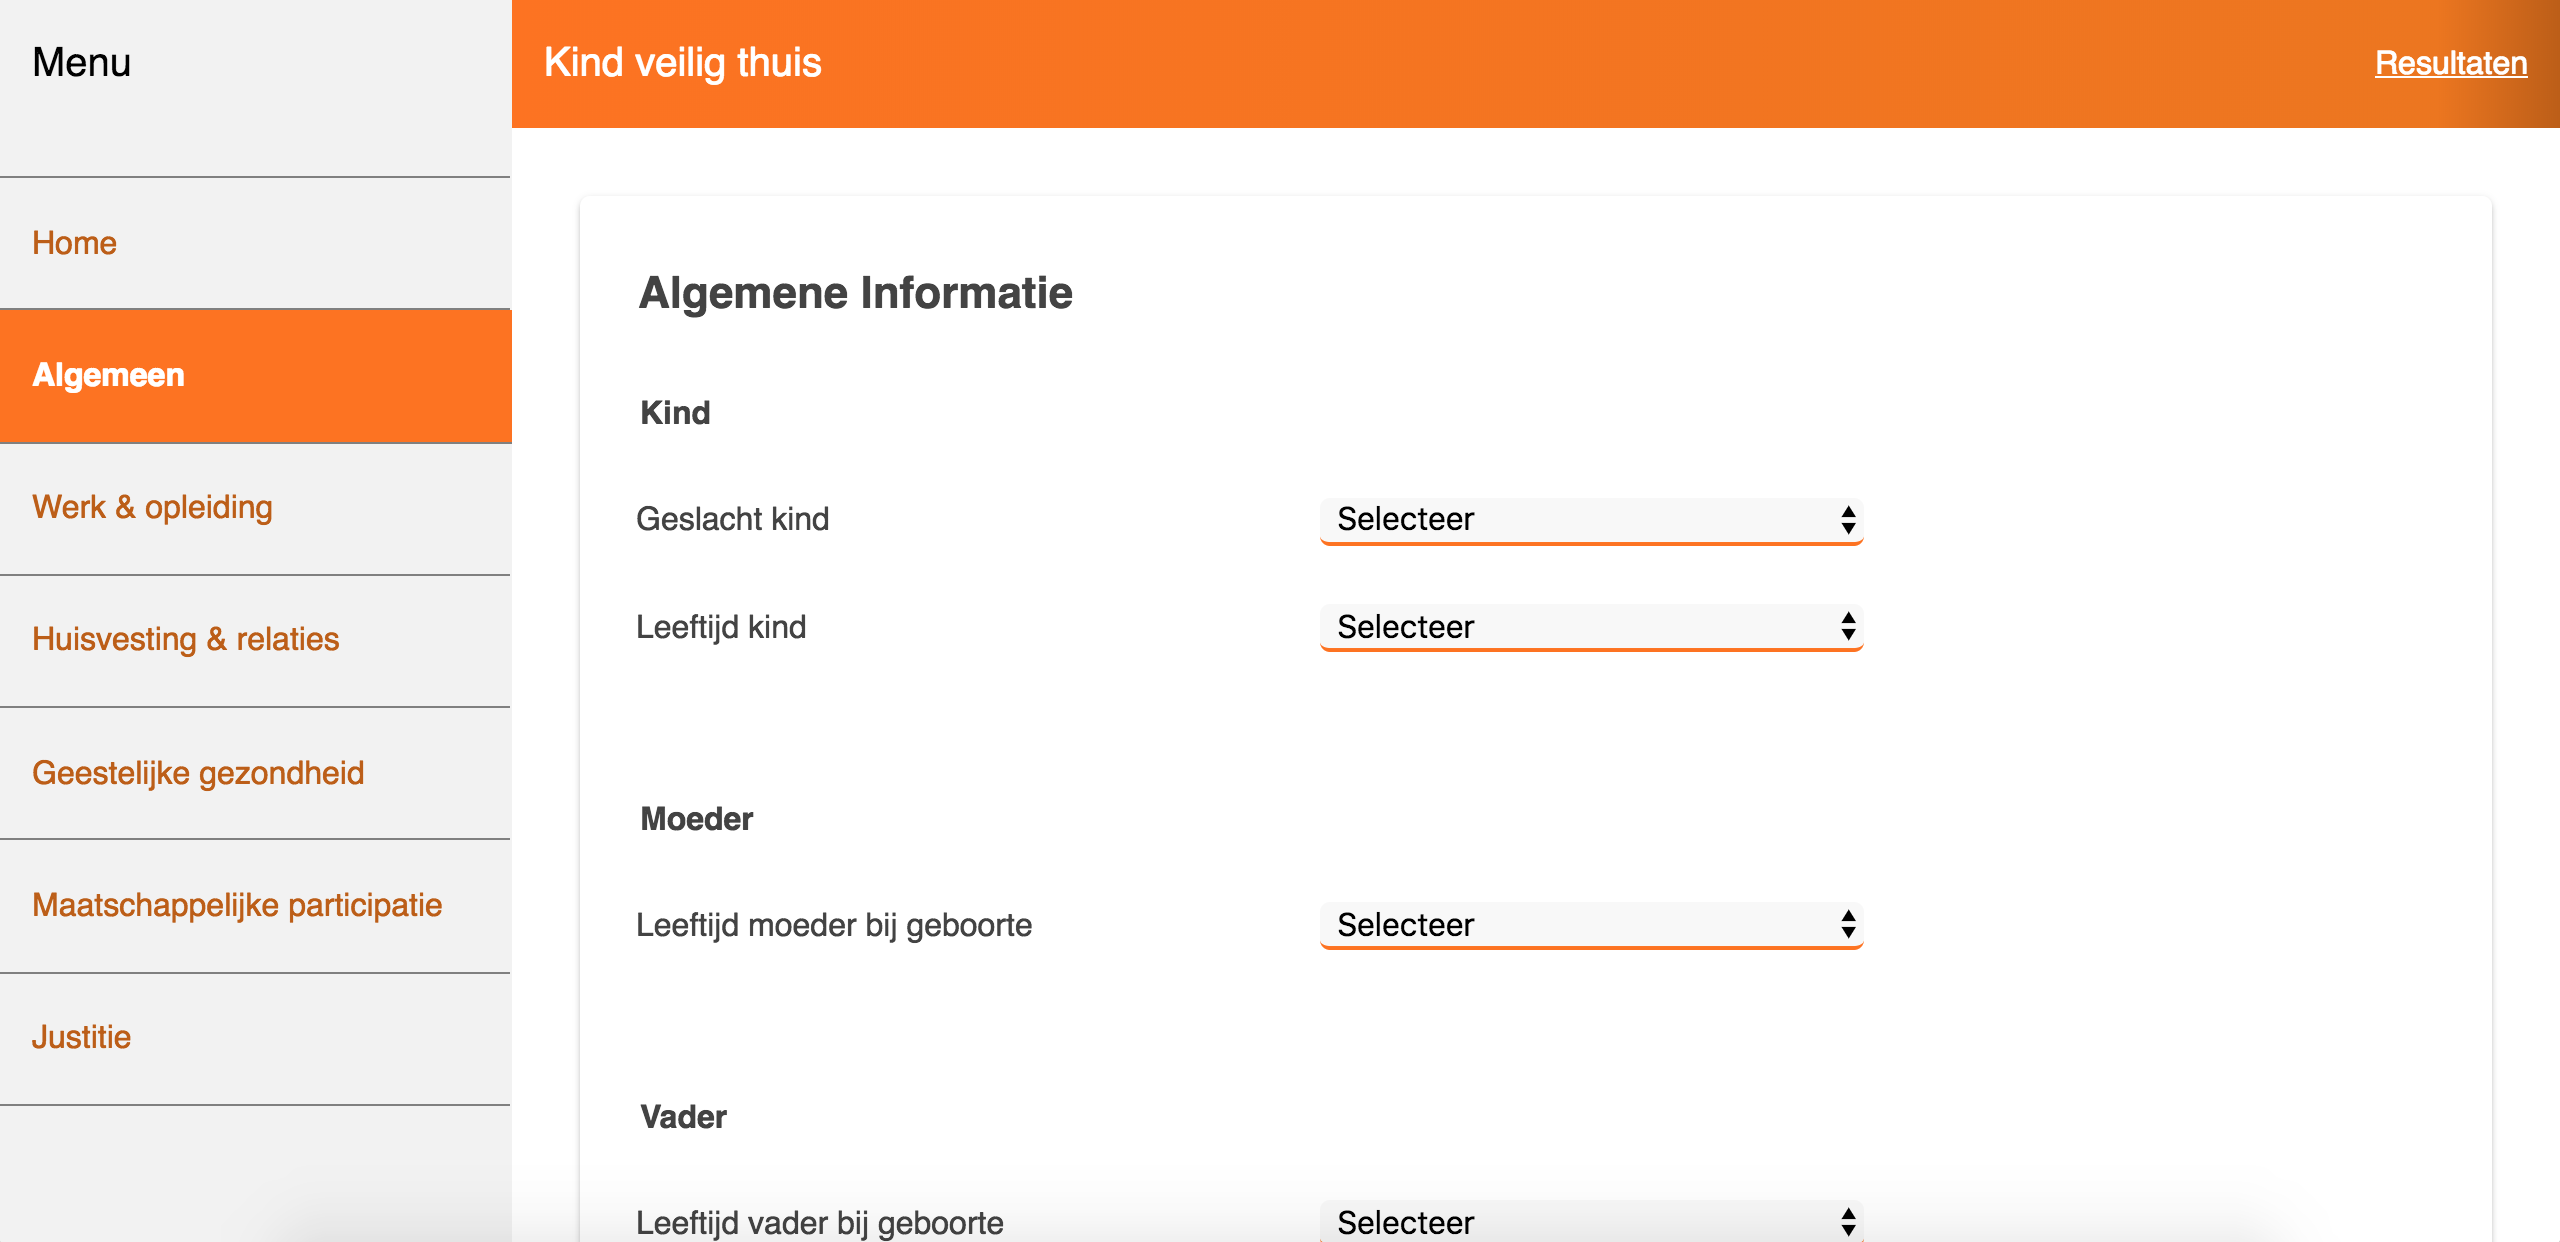 Menu
Kind veilig thuis
Resultaten
Home
Algemeen
Werk & opleiding
Huisvesting & relaties
Geestelijke gezondheid
Maatschappelijke participatie
Justitie
Algemene Informatie
Kind
Geslacht kind Selecteer
Leeftijd kind Selecteer
Moeder
Leeftijd moeder bij geboorte Selecteer
Vader
Leeftijd vader bij geboorte Selecteer